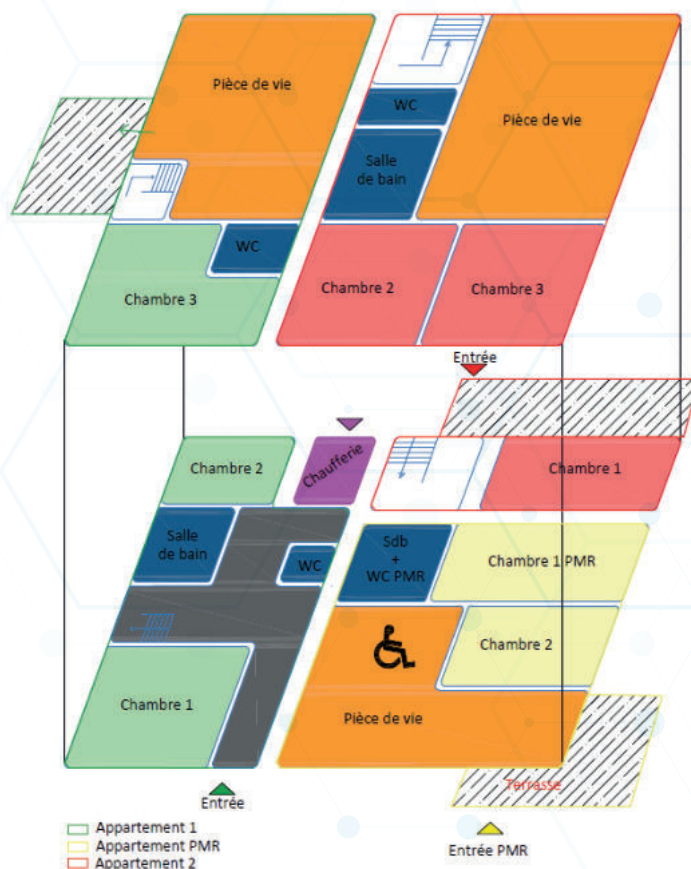 Pièce de vie
WC
Pièce de vie
Salle
de bain
WC
Chambre 3
Chambre 2
Chambre 3
Entrée
Chambre 2
Chaufferie
Chambre 1
Salle
de bain
WC
Sdb
+
WC PMR
Chambre 1 PMR
Chambre 2
Chambre 1
Pièce de vie
Terrasse
Entrée
Appartement 1
Appartement PMR
Appartement 2
Entrée PMR